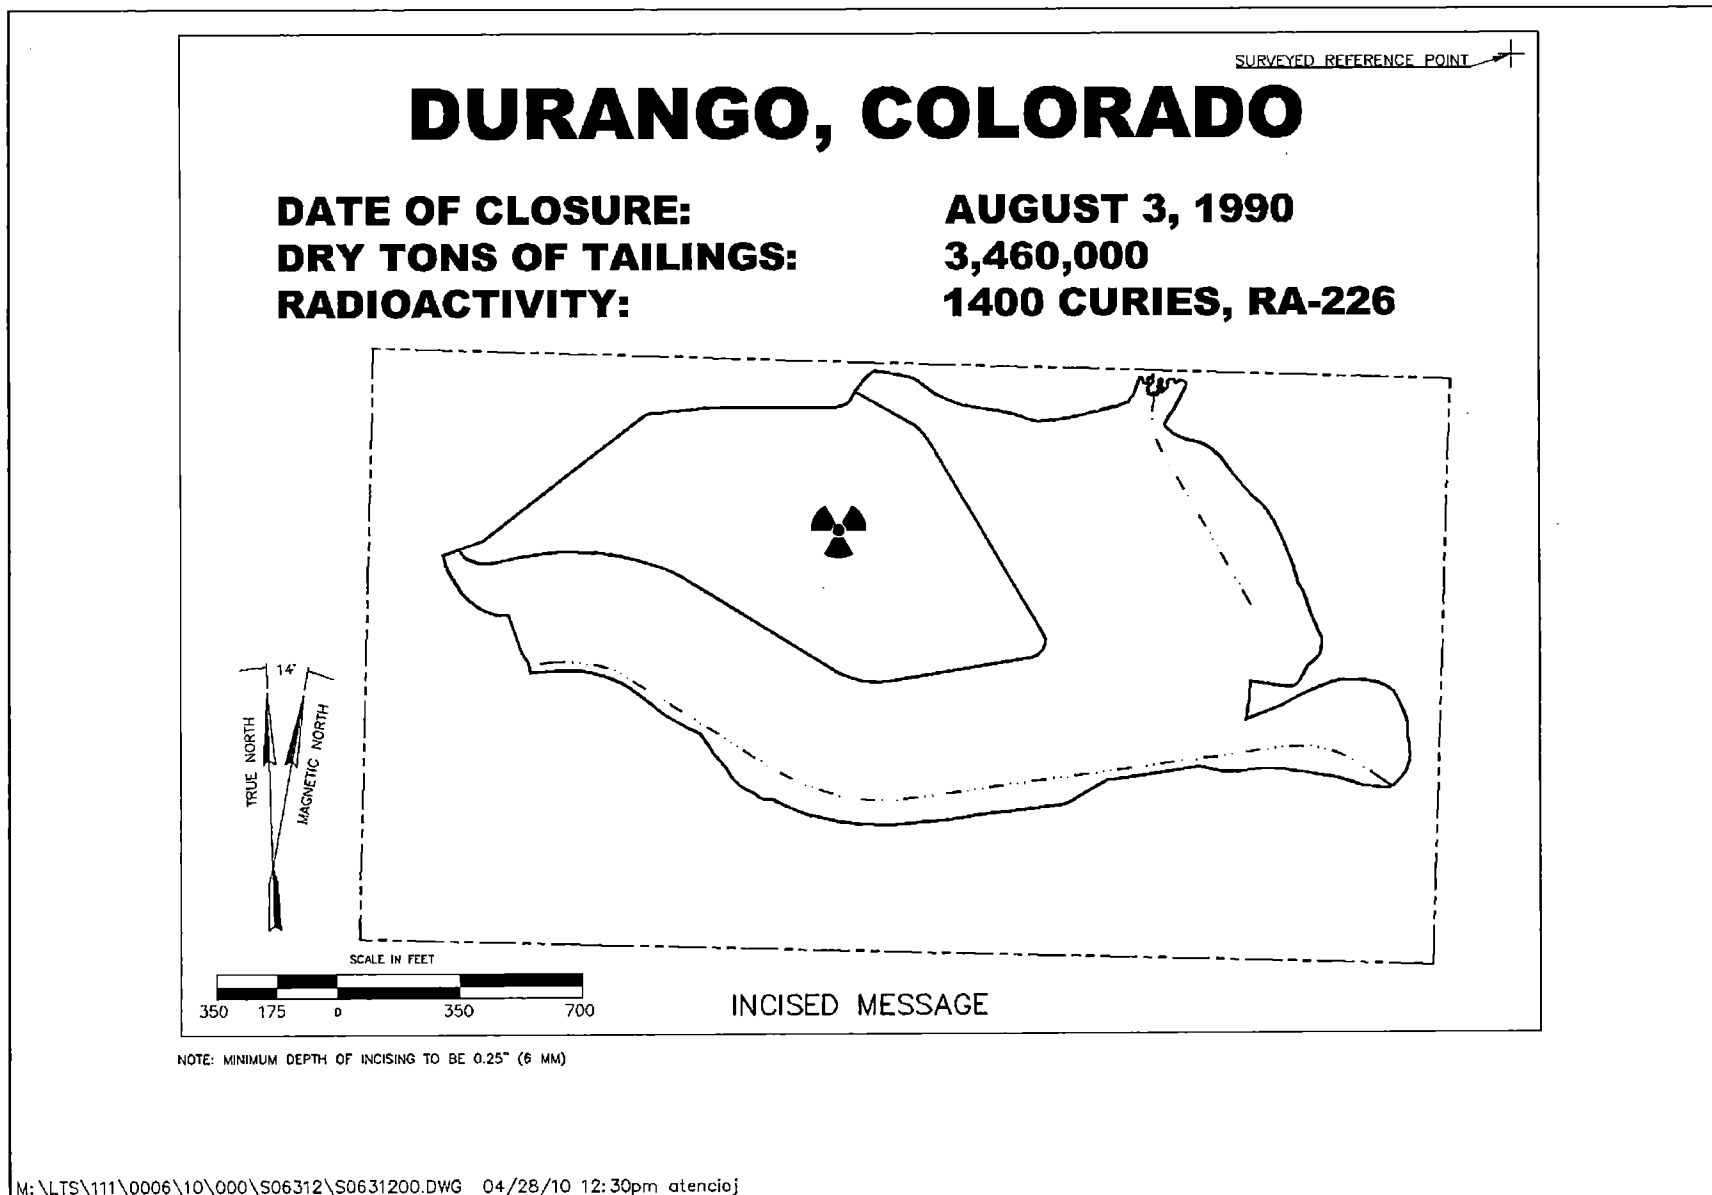 SURVEYED REFERENCE POINT
DURANGO, COLORADO
DATE OF CLOSURE: AUGUST 3, 1990
DRY TONS OF TAILINGS: 3,460,000
RADIOACTIVITY: 1400 CURIES, RA-226
14°
TRUE NORTH
MAGNETIC NORTH
SCALE IN FEET
350 175 0 350 700
INCISED MESSAGE
NOTE: MINIMUM DEPTH OF INCISING TO BE 0.25" (6 MM)
M:\LTS\111\0006\10\000\S06312\S0631200.DWG 04/28/10 12:30pm atencioj